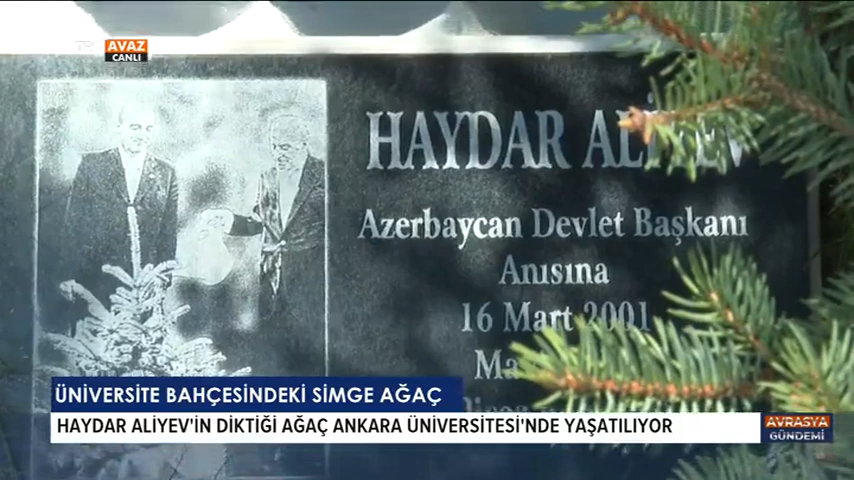 AVAZ
CANLI
HAYDAR ALİYEV
Azerbaycan Devlet Başkanı
Anısına
16 Mart 2001
ÜNİVERSİTE BAHÇESİNDEKİ SİMGE AĞAÇ
HAYDAR ALİYEV'İN DİKTİĞİ AĞAÇ ANKARA ÜNİVERSİTESİ'NDE YAŞATILIYOR
AVRASYA
GÜNDEMİ